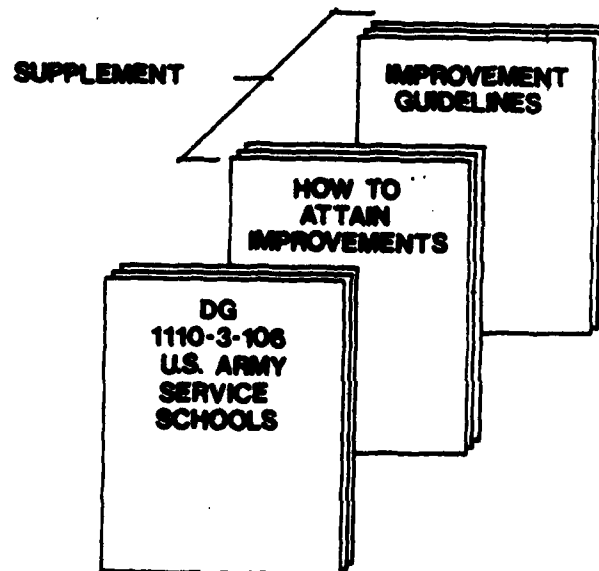 SUPPLEMENT
IMPROVEMENT
GUIDELINES
HOW TO
ATTAIN
IMPROVEMENTS
DG
1110-3-106
U.S. ARMY
SERVICE
SCHOOLS